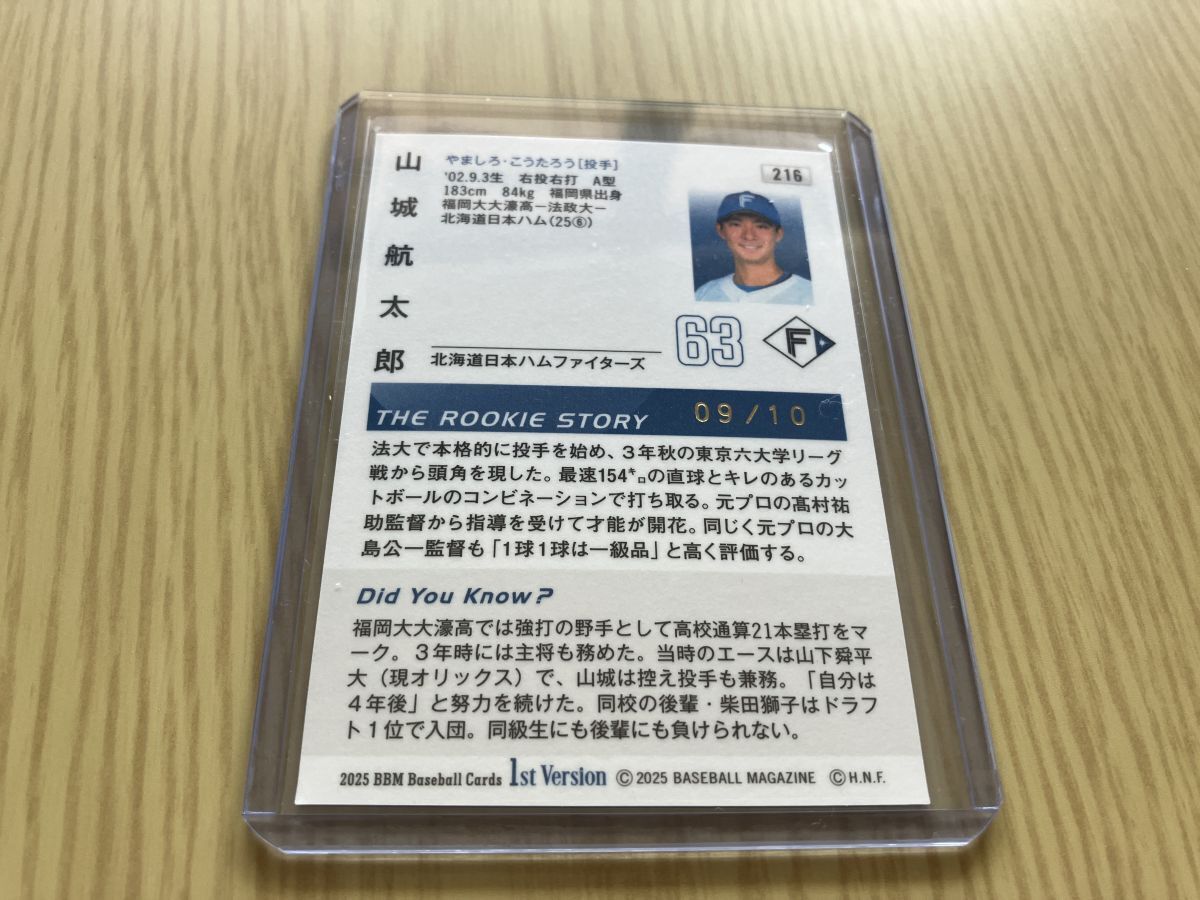 山城航太郎
やましろ・こうたろう[投手]
'02.9.3生 右投右打 A型
183cm 84kg 福岡県出身
福岡大大濠高ー法政大ー
北海道日本ハム(25⑥)
216
F
63
F
北海道日本ハムファイターズ
THE ROOKIE STORY 09/10
法大で本格的に投手を始め、3年秋の東京六大学リーグ
戦から頭角を現した。最速154㌔の直球とキレのあるカッ
トボールのコンビネーションで打ち取る。元プロの髙村祐
助監督から指導を受けて才能が開花。同じく元プロの大
島公一監督も「1球1球は一級品」と高く評価する。
Did You Know?
福岡大大濠高では強打の野手として高校通算21本塁打をマ
ーク。3年時には主将も務めた。当時のエースは山下舜平
大(現オリックス)で、山城は控え投手も兼務。「自分は
4年後」と努力を続けた。同校の後輩・柴田獅子はドラフ
ト1位で入団。同級生にも後輩にも負けられない。
2025 BBM Baseball Cards 1st Version ©2025 BASEBALL MAGAZINE ©H.N.F.